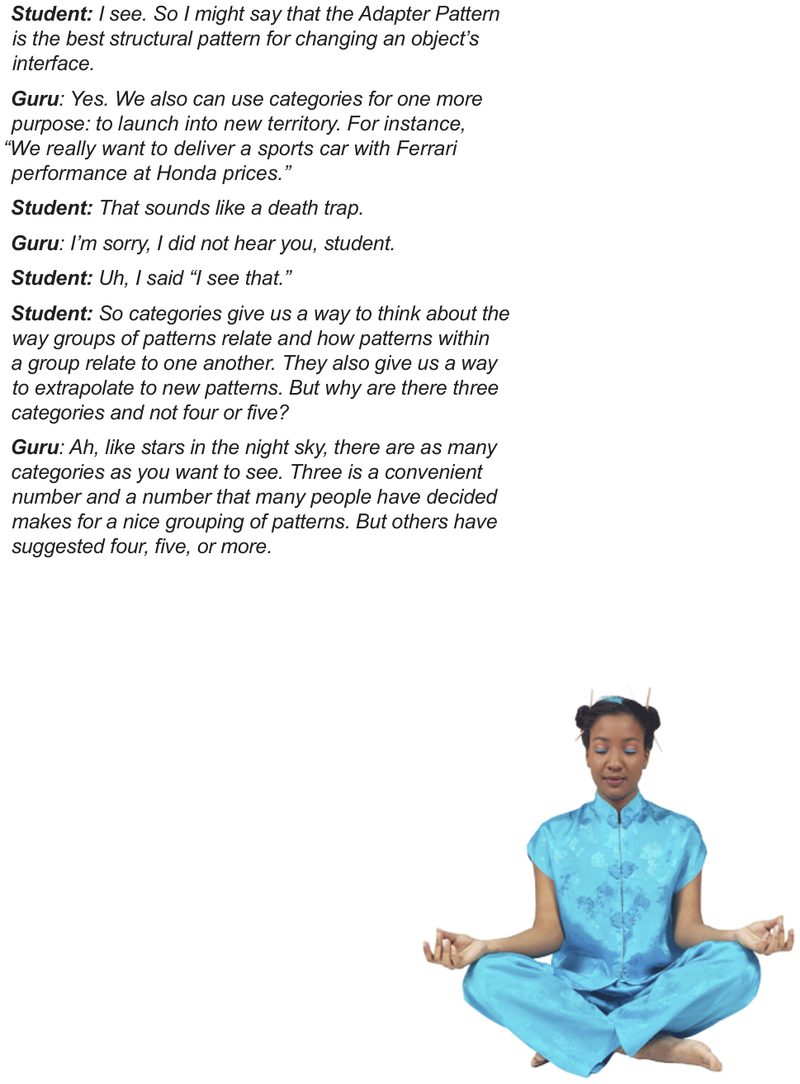 Student: I see. So I might say that the Adapter Pattern
is the best structural pattern for changing an object’s
interface.
Guru: Yes. We also can use categories for one more
purpose: to launch into new territory. For instance,
“We really want to deliver a sports car with Ferrari
performance at Honda prices.”
Student: That sounds like a death trap.
Guru: I’m sorry, I did not hear you, student.
Student: Uh, I said “I see that.”
Student: So categories give us a way to think about the
way groups of patterns relate and how patterns within
a group relate to one another. They also give us a way
to extrapolate to new patterns. But why are there three
categories and not four or five?
Guru: Ah, like stars in the night sky, there are as many
categories as you want to see. Three is a convenient
number and a number that many people have decided
makes for a nice grouping of patterns. But others have
suggested four, five, or more.